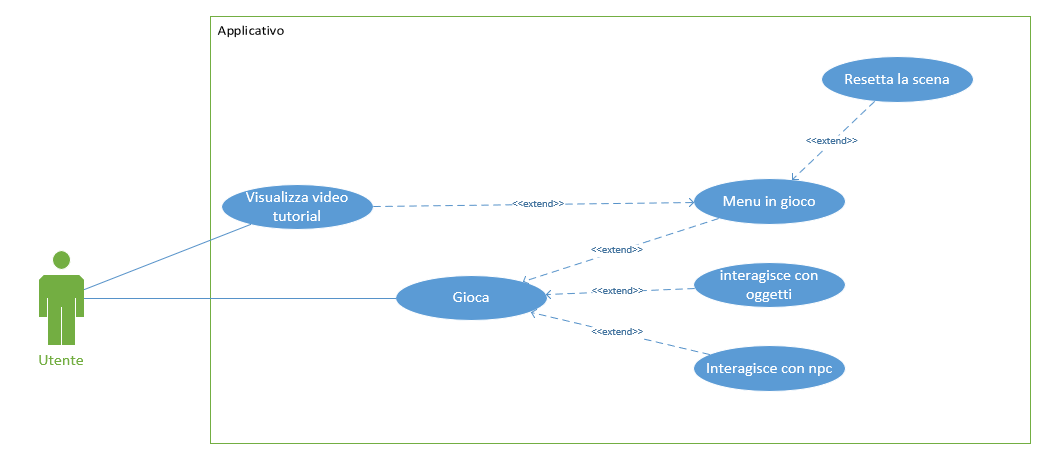 Applicativo
Resetta la scena
<<extend>>
Visualizza video
tutorial
<<extend>>
Menu in gioco
<<extend>>
Gioca
<<extend>>
interagisce con
oggetti
<<extend>>
Interagisce con npc
Utente